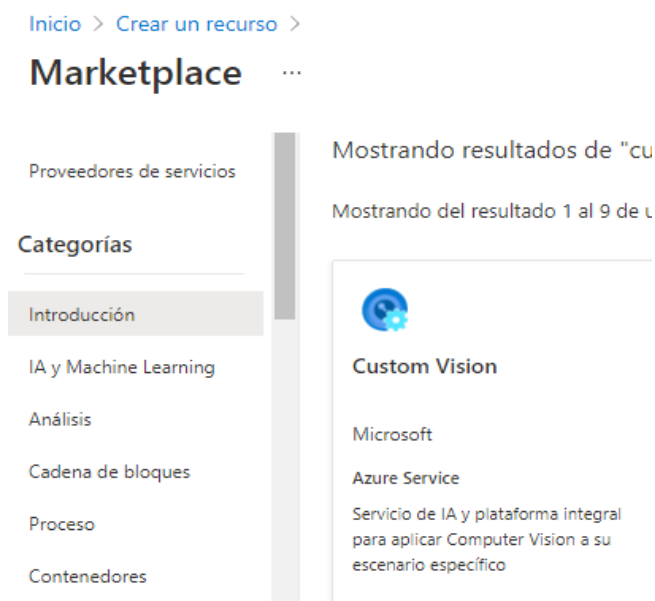 Inicio > Crear un recurso >
Marketplace ...
Proveedores de servicios
Categorías
Introducción
IA y Machine Learning
Análisis
Cadena de bloques
Proceso
Contenedores
Mostrando resultados de "cu
Mostrando del resultado 1 al 9 de u
Custom Vision
Microsoft
Azure Service
Servicio de IA y plataforma integral
para aplicar Computer Vision a su
escenario específico